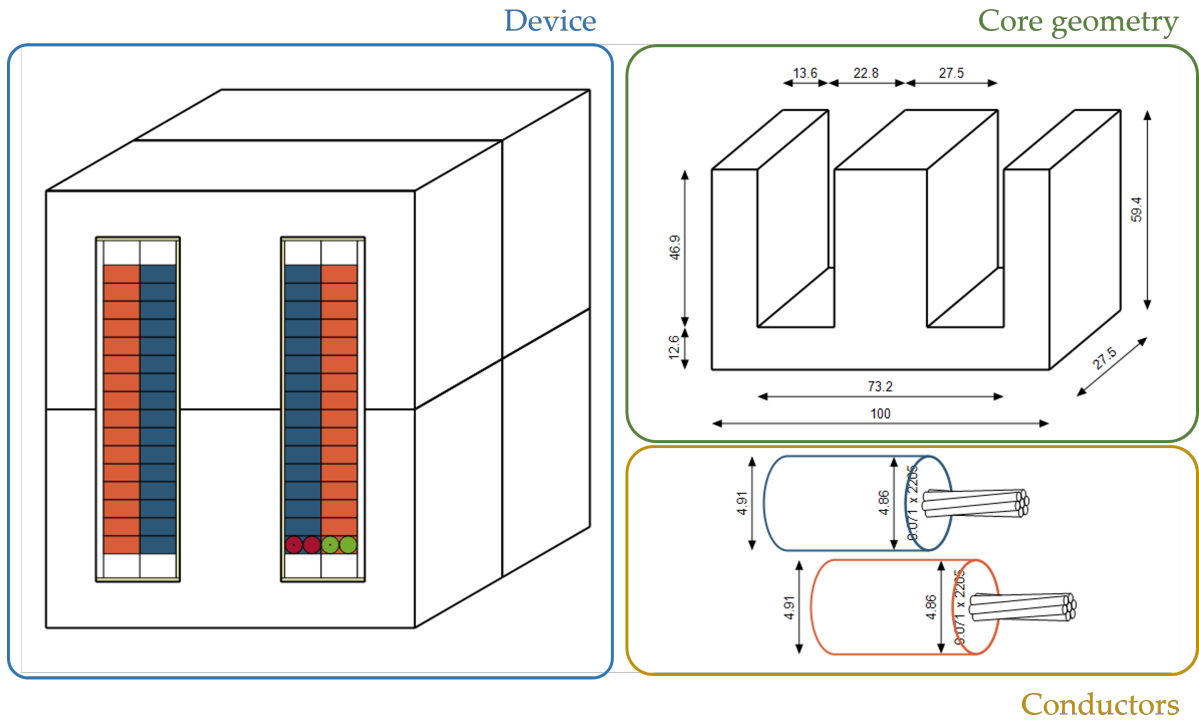 Device
Core geometry
13.6
22.8
27.5
46.9
59.4
12.6
27.5
73.2
100
4.91
4.86
0.071 x 2205
4.91
4.86
0.071 x 2205
Conductors